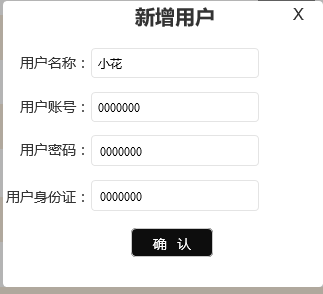 新增用户 X
用户名称： 小花
用户账号： 0000000
用户密码： 0000000
用户身份证： 0000000
确 认